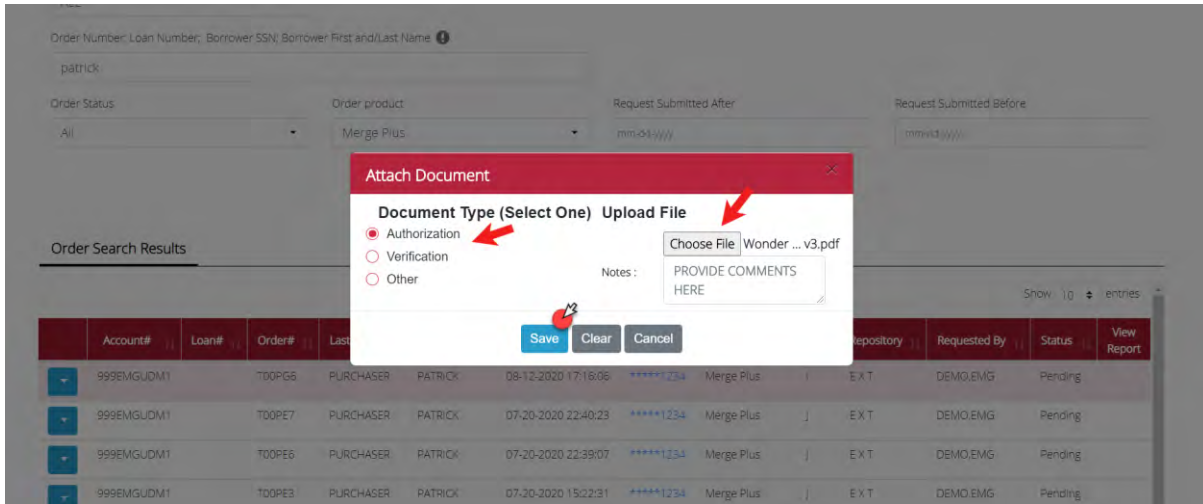 Order Number; Loan Number; Borrower SSN; Borrower First and/Last Name
patrick
Order Status Order product Request Submitted After Request Submitted Before
All Merge Plus mm-dd-yyyy mm-dd-yyyy
Attach Document
Document Type (Select One) Upload File
Authorization
Choose File Wonder ... v3.pdf
Verification
Notes : PROVIDE COMMENTS
HERE
Other
Order Search Results
Show 10 entries
Save Clear Cancel
Account# Loan# Order# Last Repository Requested By Status View
Report
999EMGUDM1 T00PG6 PURCHASER PATRICK 08-12-2020 17:16:06 *****1234 Merge Plus E X T DEMO,EMG Pending
999EMGUDM1 T00PE7 PURCHASER PATRICK 07-20-2020 22:40:23 *****1234 Merge Plus J E X T DEMO,EMG Pending
999EMGUDM1 T00PE6 PURCHASER PATRICK 07-20-2020 22:39:07 *****1234 Merge Plus J E X T DEMO,EMG Pending
999EMGUDM1 T00PE3 PURCHASER PATRICK 07-20-2020 15:22:31 *****1234 Merge Plus J E X T DEMO,EMG Pending